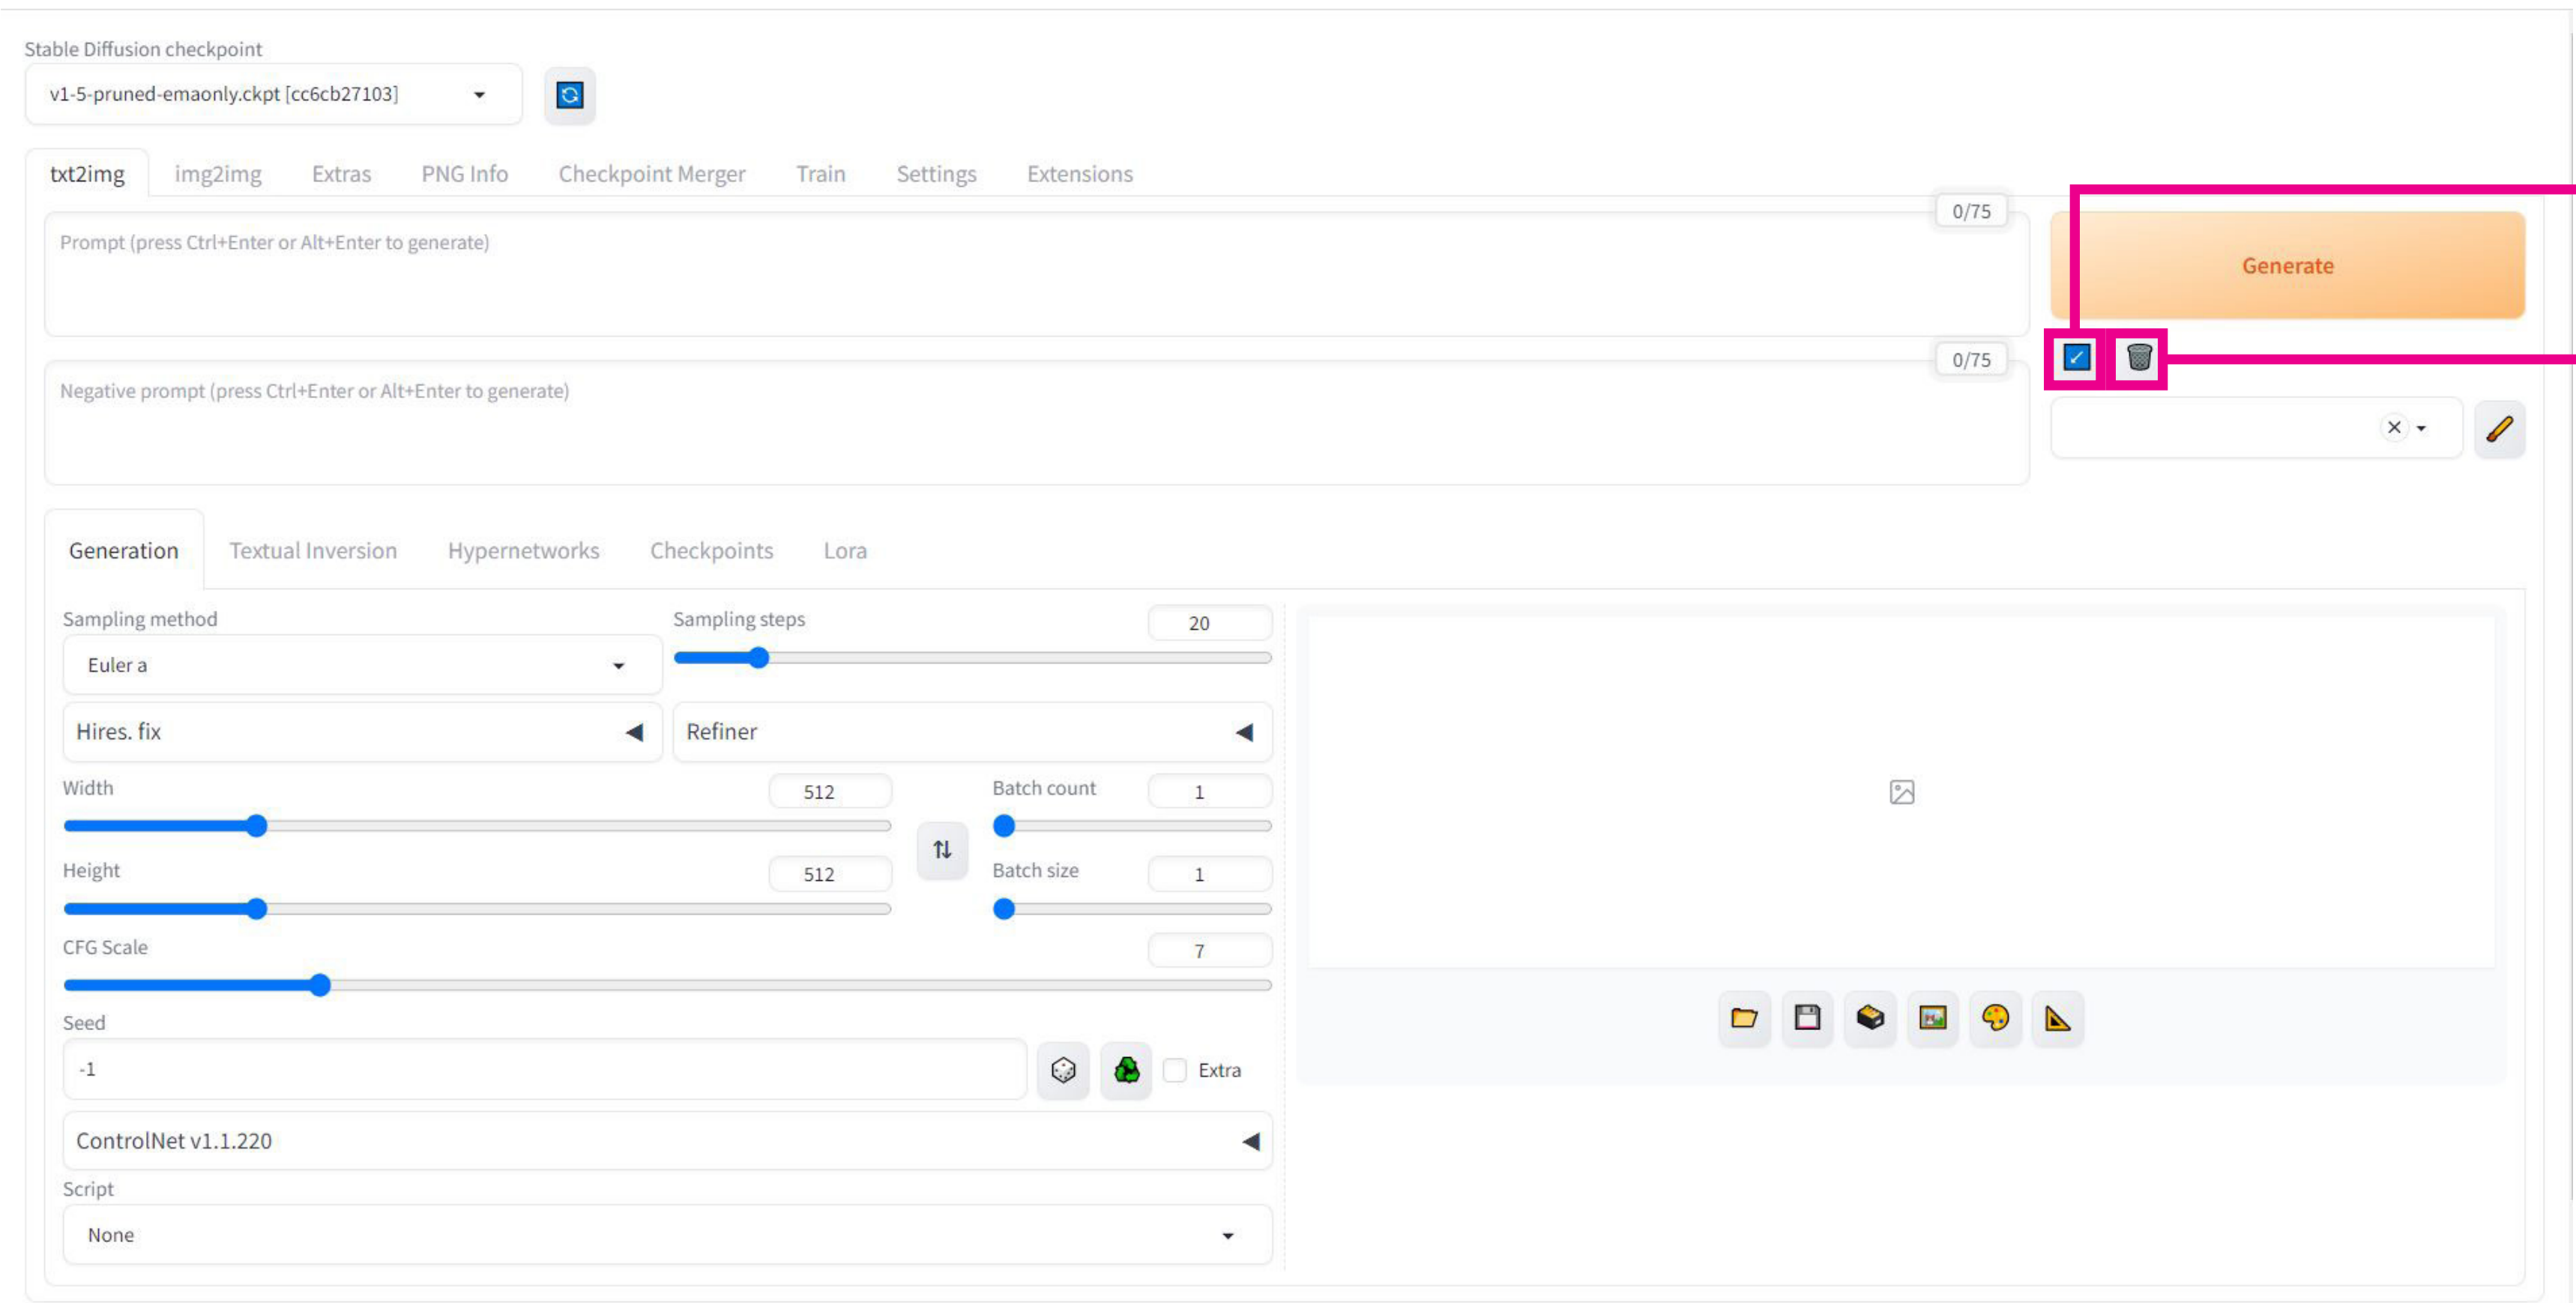 Stable Diffusion checkpoint
v1-5-pruned-emaonly.ckpt [cc6cb27103]
txt2img img2img Extras PNG Info Checkpoint Merger Train Settings Extensions
0/75
Prompt (press Ctrl+Enter or Alt+Enter to generate)
Generate
0/75
Negative prompt (press Ctrl+Enter or Alt+Enter to generate)
Generation Textual Inversion Hypernetworks Checkpoints Lora
Sampling method Sampling steps 20
Euler a
Hires. fix Refiner
Width 512 Batch count 1
Height 512 Batch size 1
CFG Scale 7
Seed
-1 Extra
ControlNet v1.1.220
Script
None